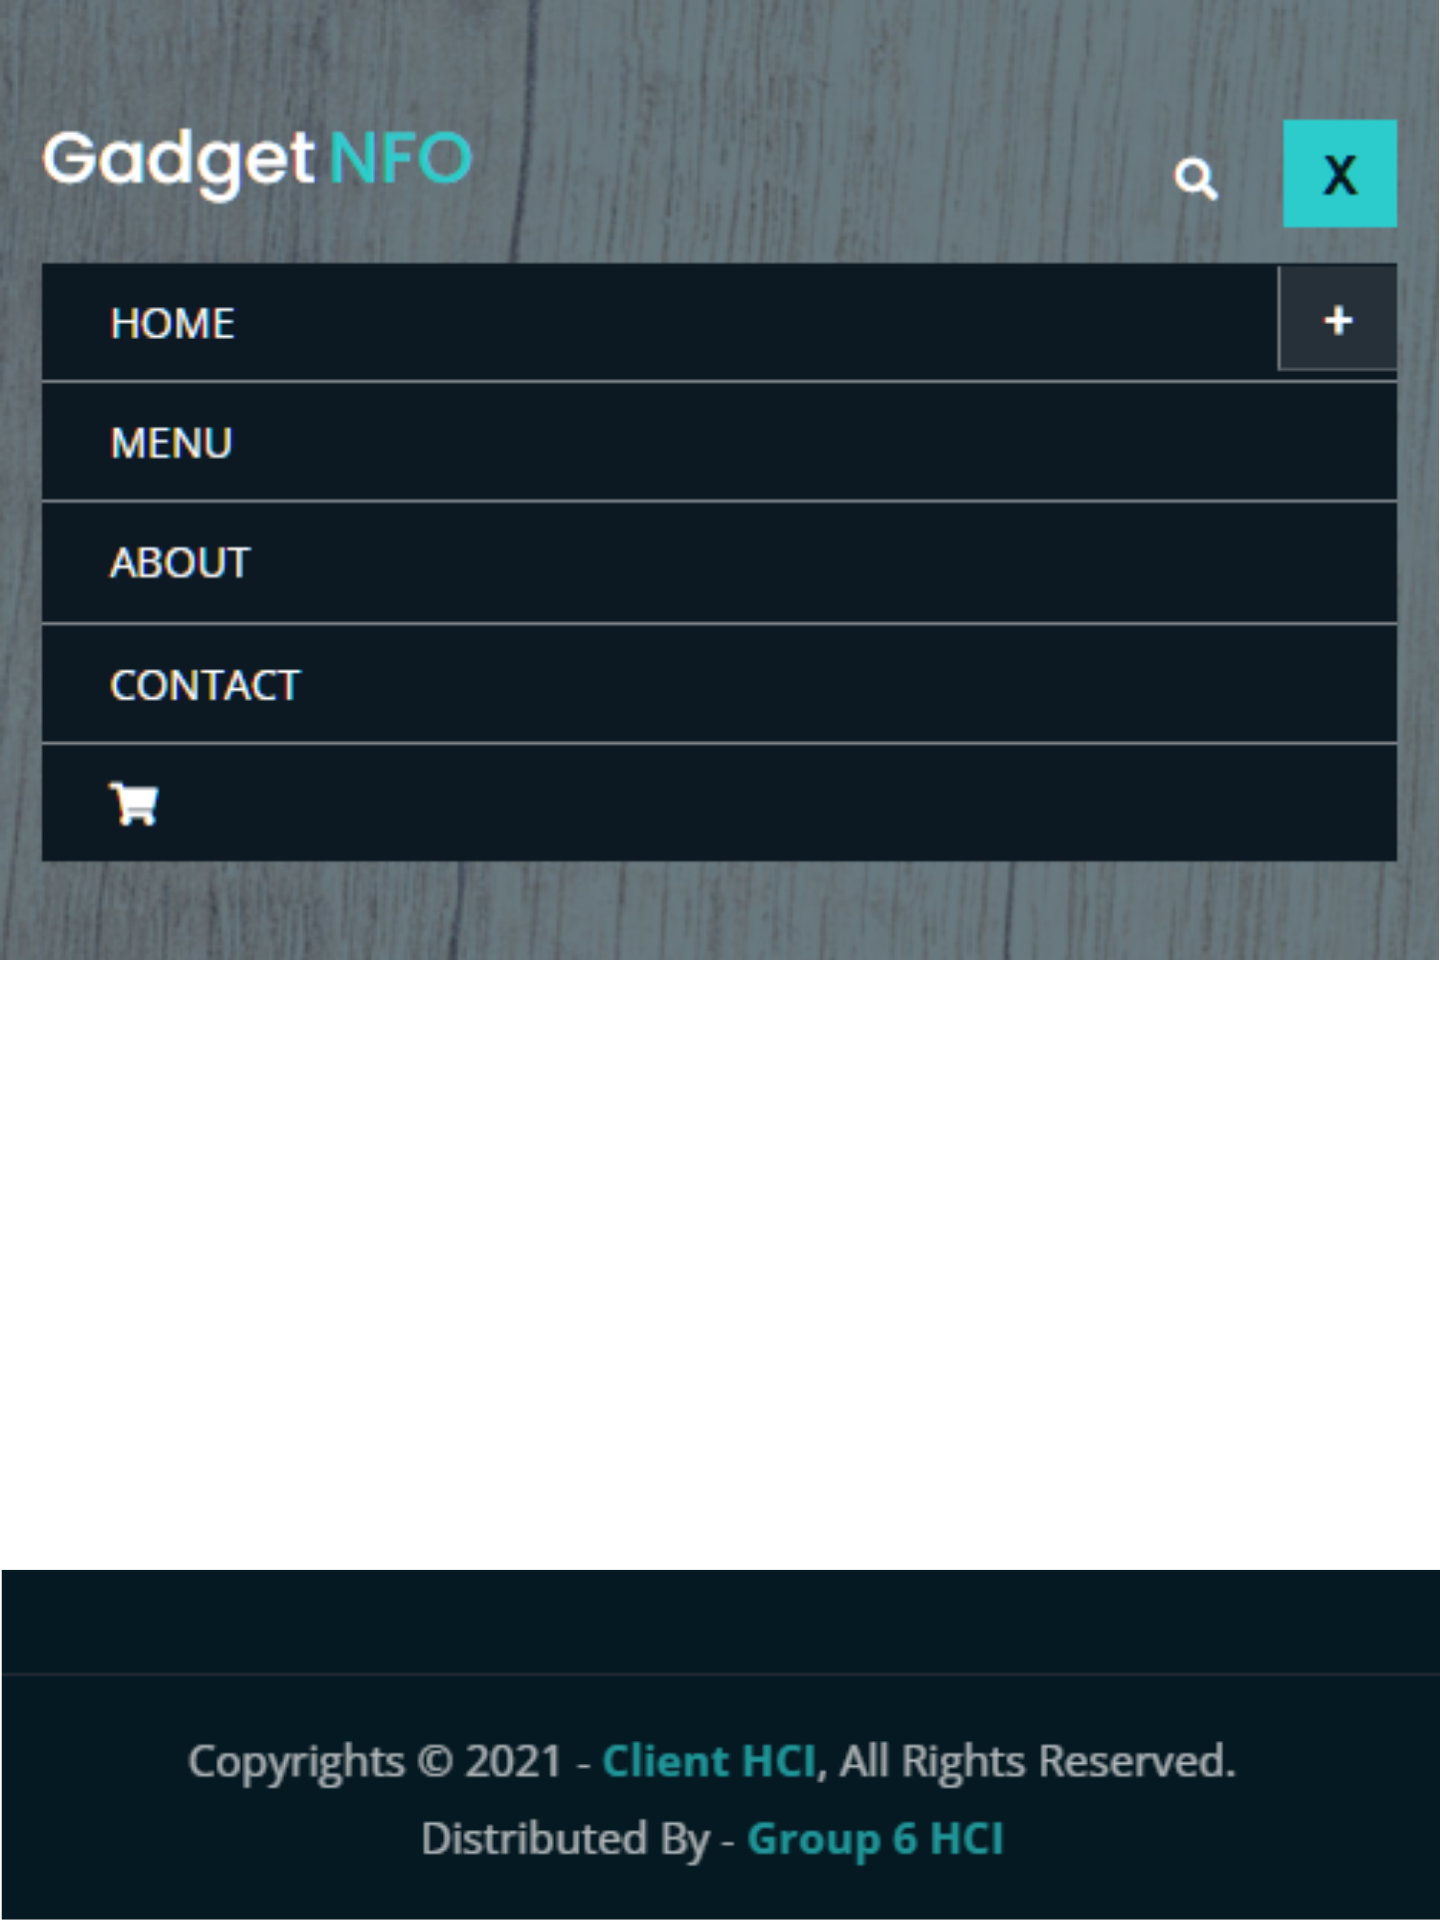 Gadget NFO
X
HOME
+
MENU
ABOUT
CONTACT
Copyrights © 2021 - Client HCI, All Rights Reserved.
Distributed By - Group 6 HCI